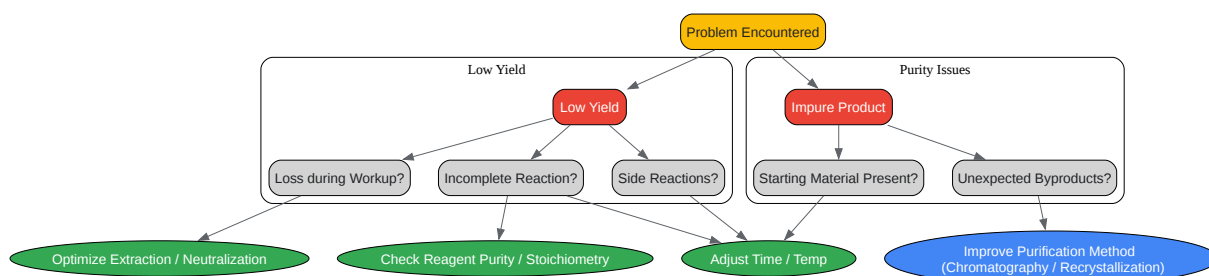 Problem Encountered
Low Yield
Purity Issues
Low Yield
Impure Product
Loss during Workup?
Incomplete Reaction?
Side Reactions?
Starting Material Present?
Unexpected Byproducts?
Optimize Extraction / Neutralization
Check Reagent Purity / Stoichiometry
Adjust Time / Temp
Improve Purification Method
(Chromatography / Recrystallization)